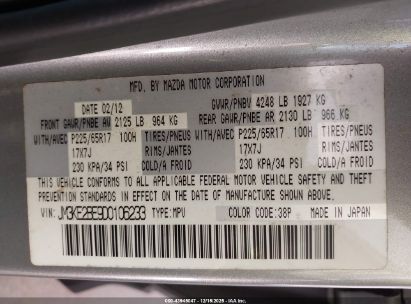 MFD. BY MAZDA MOTOR CORPORATION
DATE 02/12 GVWR/PNBV 4248 LB 1927 KG
FRONT GAWR/PNBE AV 2125 LB 964 KG REAR GAWR/PNBE AR 2130 LB 966 KG
WITH/AVEC P225/65R17 100H TIRES/PNEUS WITH/AVEC P225/65R17 100H TIRES/PNEUS
17X7J RIMS/JANTES 17X7J RIMS/JANTES
230 KPA/34 PSI COLD/A FROID 230 KPA/34 PSI COLD/A FROID
THIS VEHICLE CONFORMS TO ALL APPLICABLE FEDERAL MOTOR VEHICLE SAFETY AND THEFT
PREVENTION STANDARDS IN EFFECT ON THE DATE OF MANUFACTURE SHOWN ABOVE.
VIN: TYPE:MPV COLOR CODE:38P MADE IN JAPAN